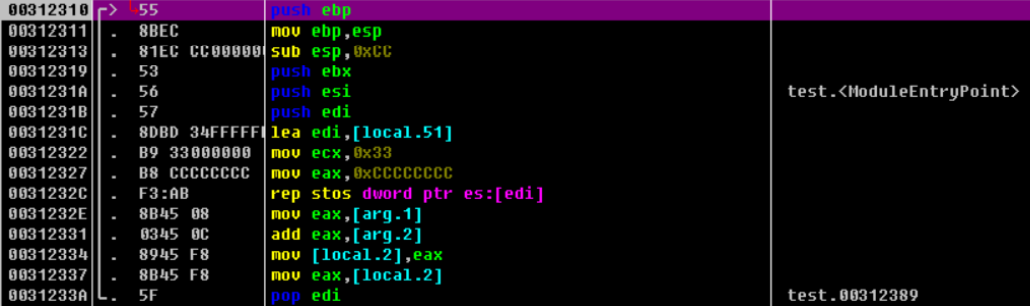 00312310 > 55 push ebp
00312311 . 8BEC mov ebp,esp
00312313 . 81EC CC000000 sub esp,0xCC
00312319 . 53 push ebx
0031231A . 56 push esi test.<ModuleEntryPoint>
0031231B . 57 push edi
0031231C . 8DBD 34FFFFFF lea edi,[local.51]
00312322 . B9 33000000 mov ecx,0x33
00312327 . B8 CCCCCCCC mov eax,0xCCCCCCCC
0031232C . F3:AB rep stos dword ptr es:[edi]
0031232E . 8B45 08 mov eax,[arg.1]
00312331 . 0345 0C add eax,[arg.2]
00312334 . 8945 F8 mov [local.2],eax
00312337 . 8B45 F8 mov eax,[local.2]
0031233A . 5F pop edi test.00312389